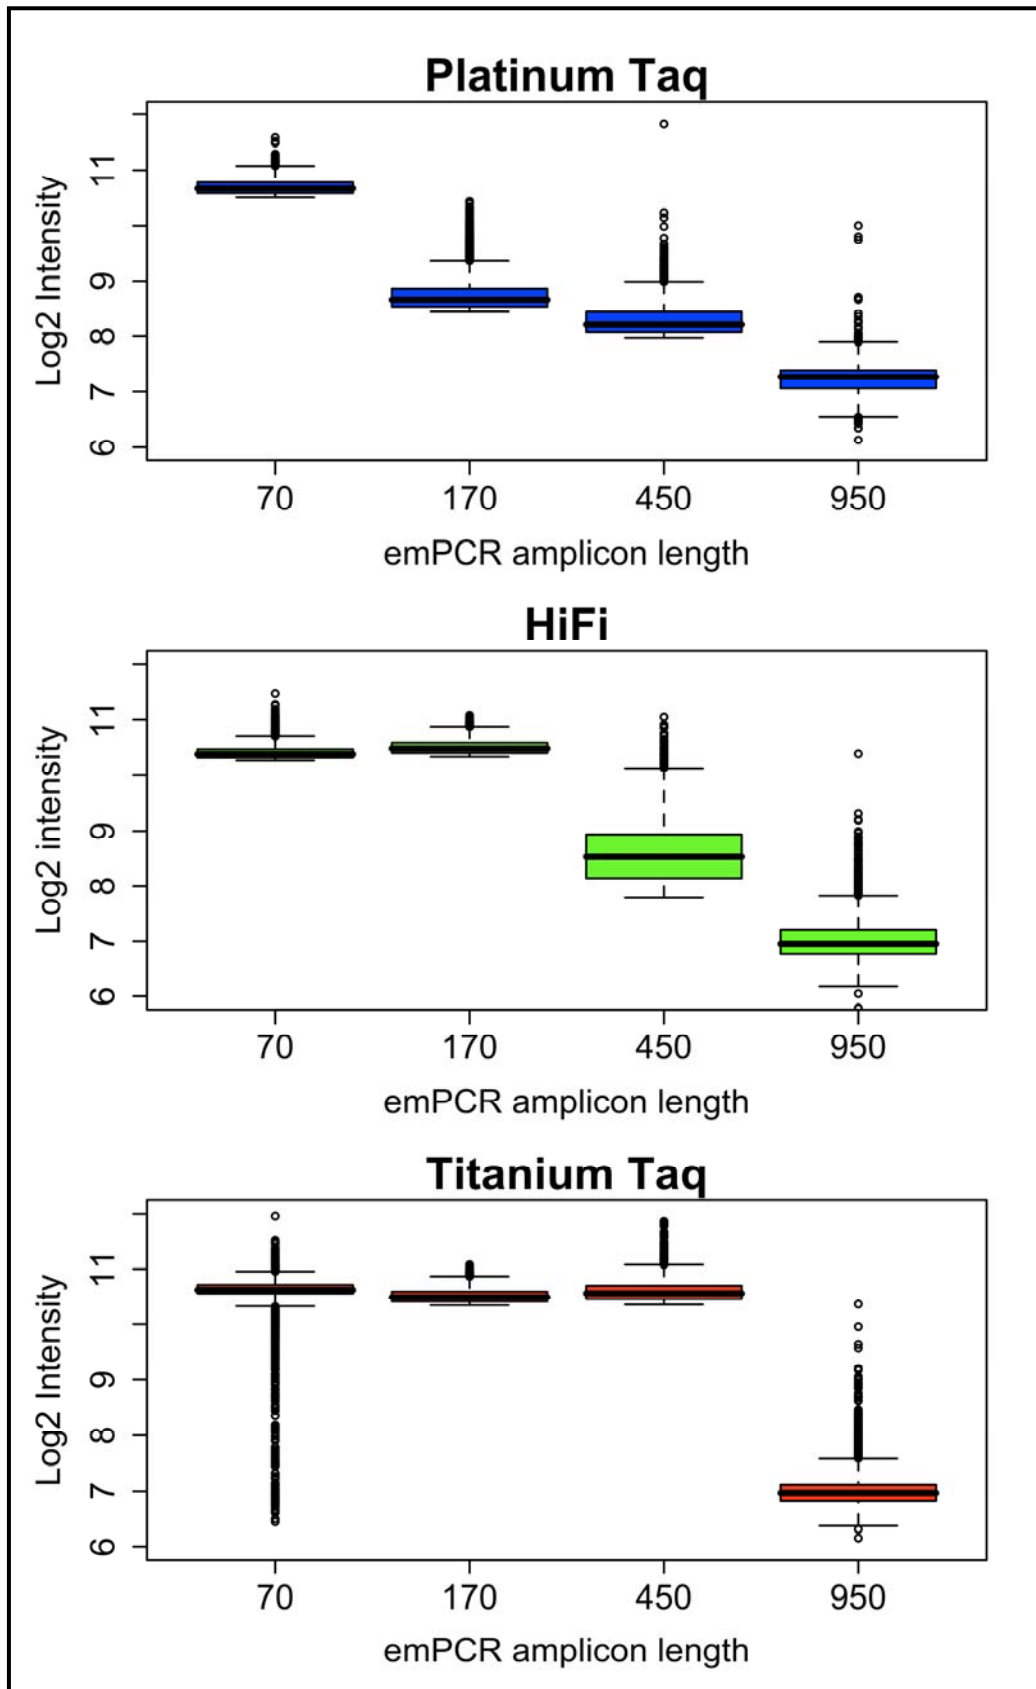 Platinum Taq
Log2 Intensity
11
9
8
7
6
70 170 450 950
emPCR amplicon length
HiFi
Log2 intensity
11
9
8
7
6
70 170 450 950
emPCR amplicon length
Titanium Taq
Log2 Intensity
11
9
8
7
6
70 170 450 950
emPCR amplicon length